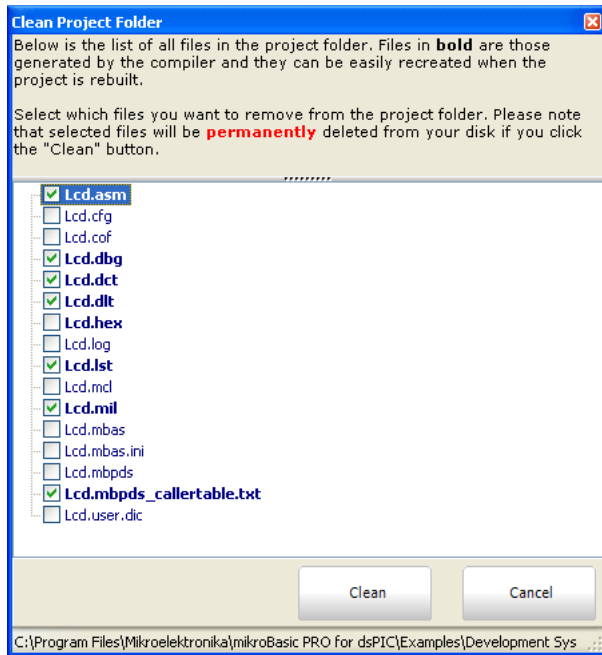 Clean Project Folder
Below is the list of all files in the project folder. Files in bold are those
generated by the compiler and they can be easily recreated when the
project is rebuilt.
Select which files you want to remove from the project folder. Please note
that selected files will be permanently deleted from your disk if you click
the "Clean" button.
Lcd.asm
Lcd.cfg
Lcd.cof
Lcd.dbg
Lcd.dct
Lcd.dlt
Lcd.hex
Lcd.log
Lcd.lst
Lcd.mcl
Lcd.mil
Lcd.mbas
Lcd.mbas.ini
Lcd.mbpds
Lcd.mbpds_callertable.txt
Lcd.user.dic
Clean Cancel
C:\Program Files\Mikroelektronika\mikroBasic PRO for dsPIC\Examples\Development Sys